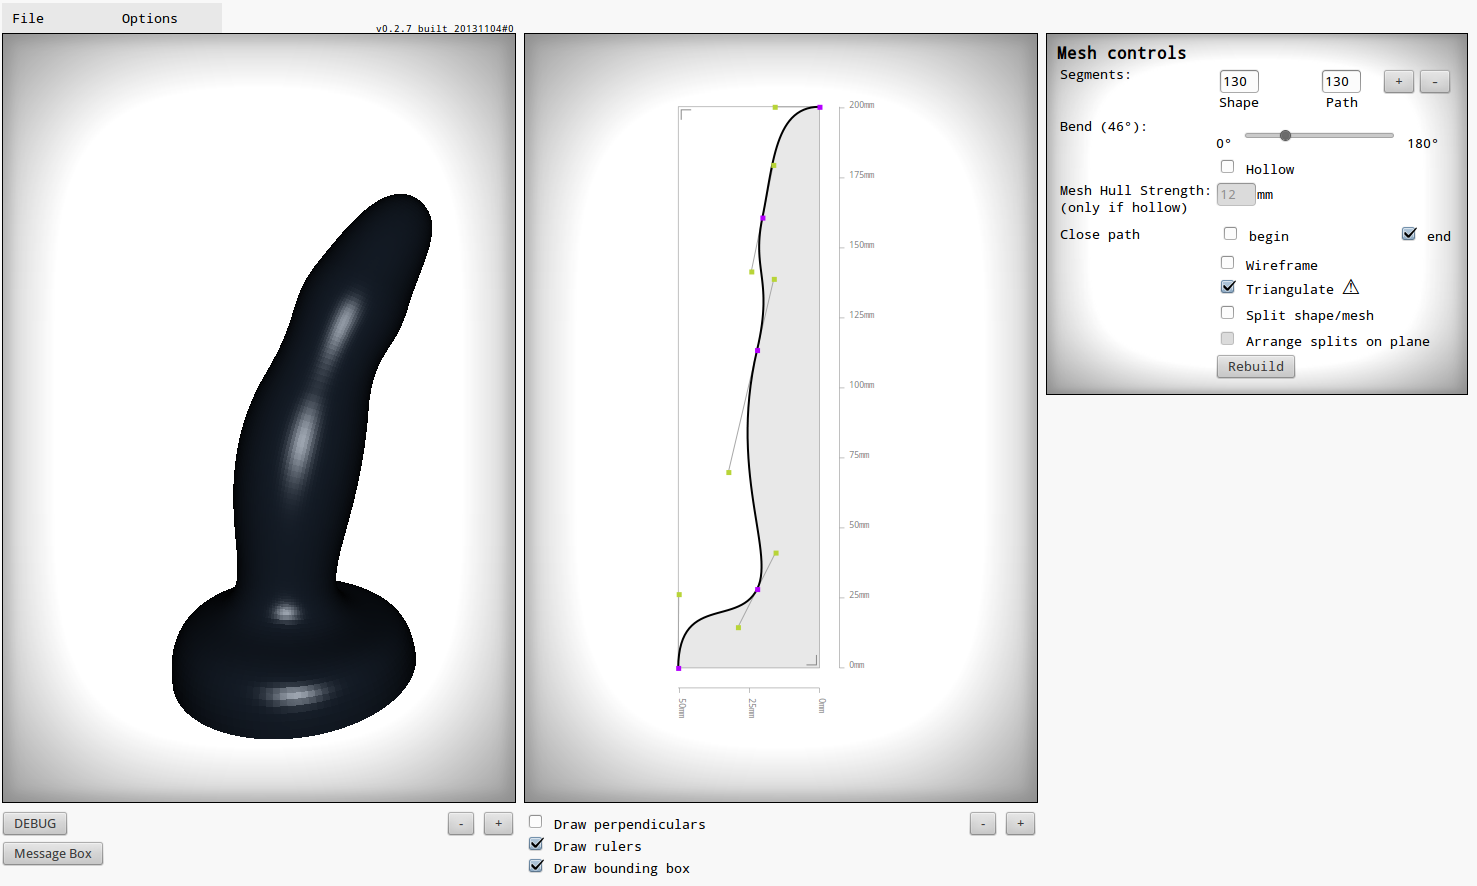 File Options
v0.2.7 built 20131104#0
200mm
175mm
150mm
125mm
100mm
75mm
50mm
25mm
0mm
50mm 25mm 0mm
DEBUG - +
Message Box
Draw perpendiculars - +
Draw rulers
Draw bounding box
Mesh controls
Segments: 130 130 + -
Shape Path
Bend (46°): 0° 180°
Hollow
Mesh Hull Strength: 12 mm
(only if hollow)
Close path begin end
Wireframe
Triangulate ⚠
Split shape/mesh
Arrange splits on plane
Rebuild